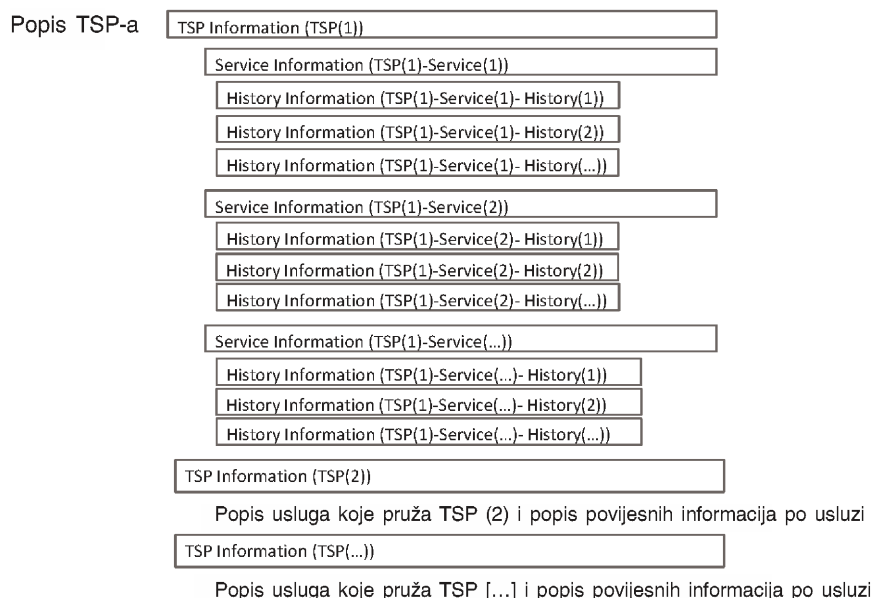 Popis TSP-a
TSP Information (TSP(1))
Service Information (TSP(1)-Service(1))
History Information (TSP(1)-Service(1)- History(1))
History Information (TSP(1)-Service(1)- History(2))
History Information (TSP(1)-Service(1)- History(...))
Service Information (TSP(1)-Service(2))
History Information (TSP(1)-Service(2)- History(1))
History Information (TSP(1)-Service(2)- History(2))
History Information (TSP(1)-Service(2)- History(...))
Service Information (TSP(1)-Service(...))
History Information (TSP(1)-Service(...)- History(1))
History Information (TSP(1)-Service(...)- History(2))
History Information (TSP(1)-Service(...)- History(...))
TSP Information (TSP(2))
Popis usluga koje pruža TSP (2) i popis povijesnih informacija po usluzi
TSP Information (TSP(...))
Popis usluga koje pruža TSP [...] i popis povijesnih informacija po usluzi